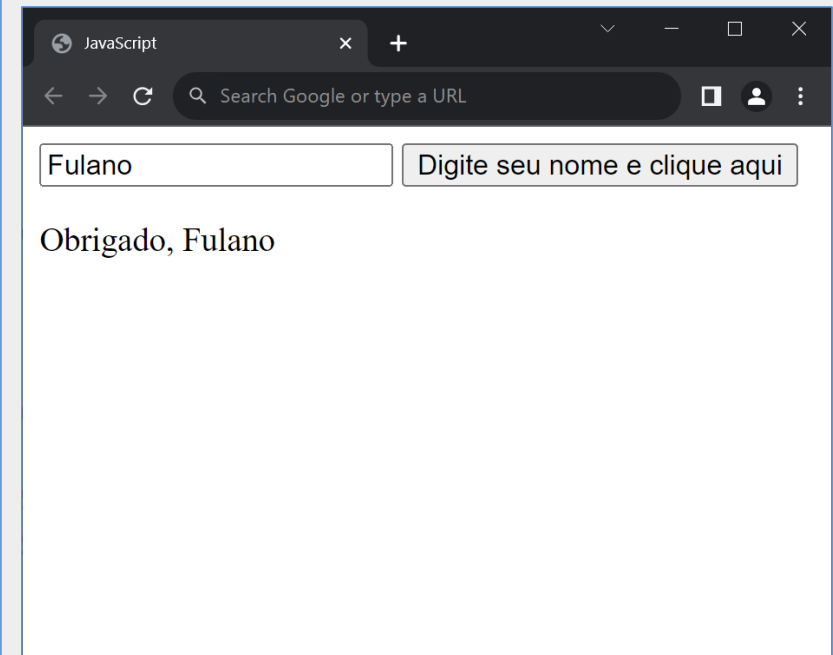 JavaScript
Search Google or type a URL
Fulano Digite seu nome e clique aqui
Obrigado, Fulano